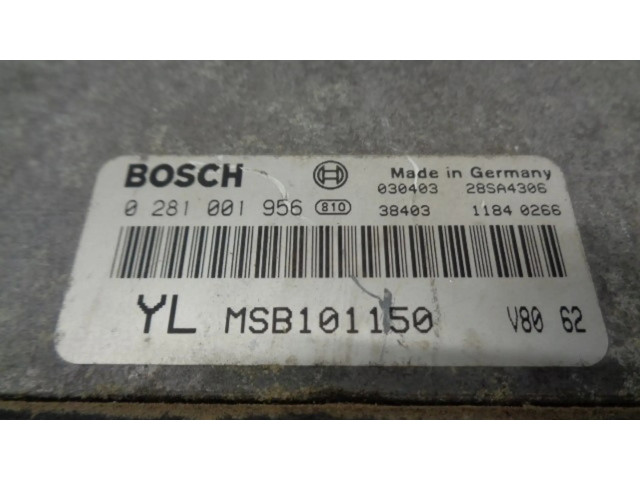 BOSCH Made in Germany
030403 28SA4306
0 281 001 956 810 38403 1184 0266
YL MSB101150 V80 62